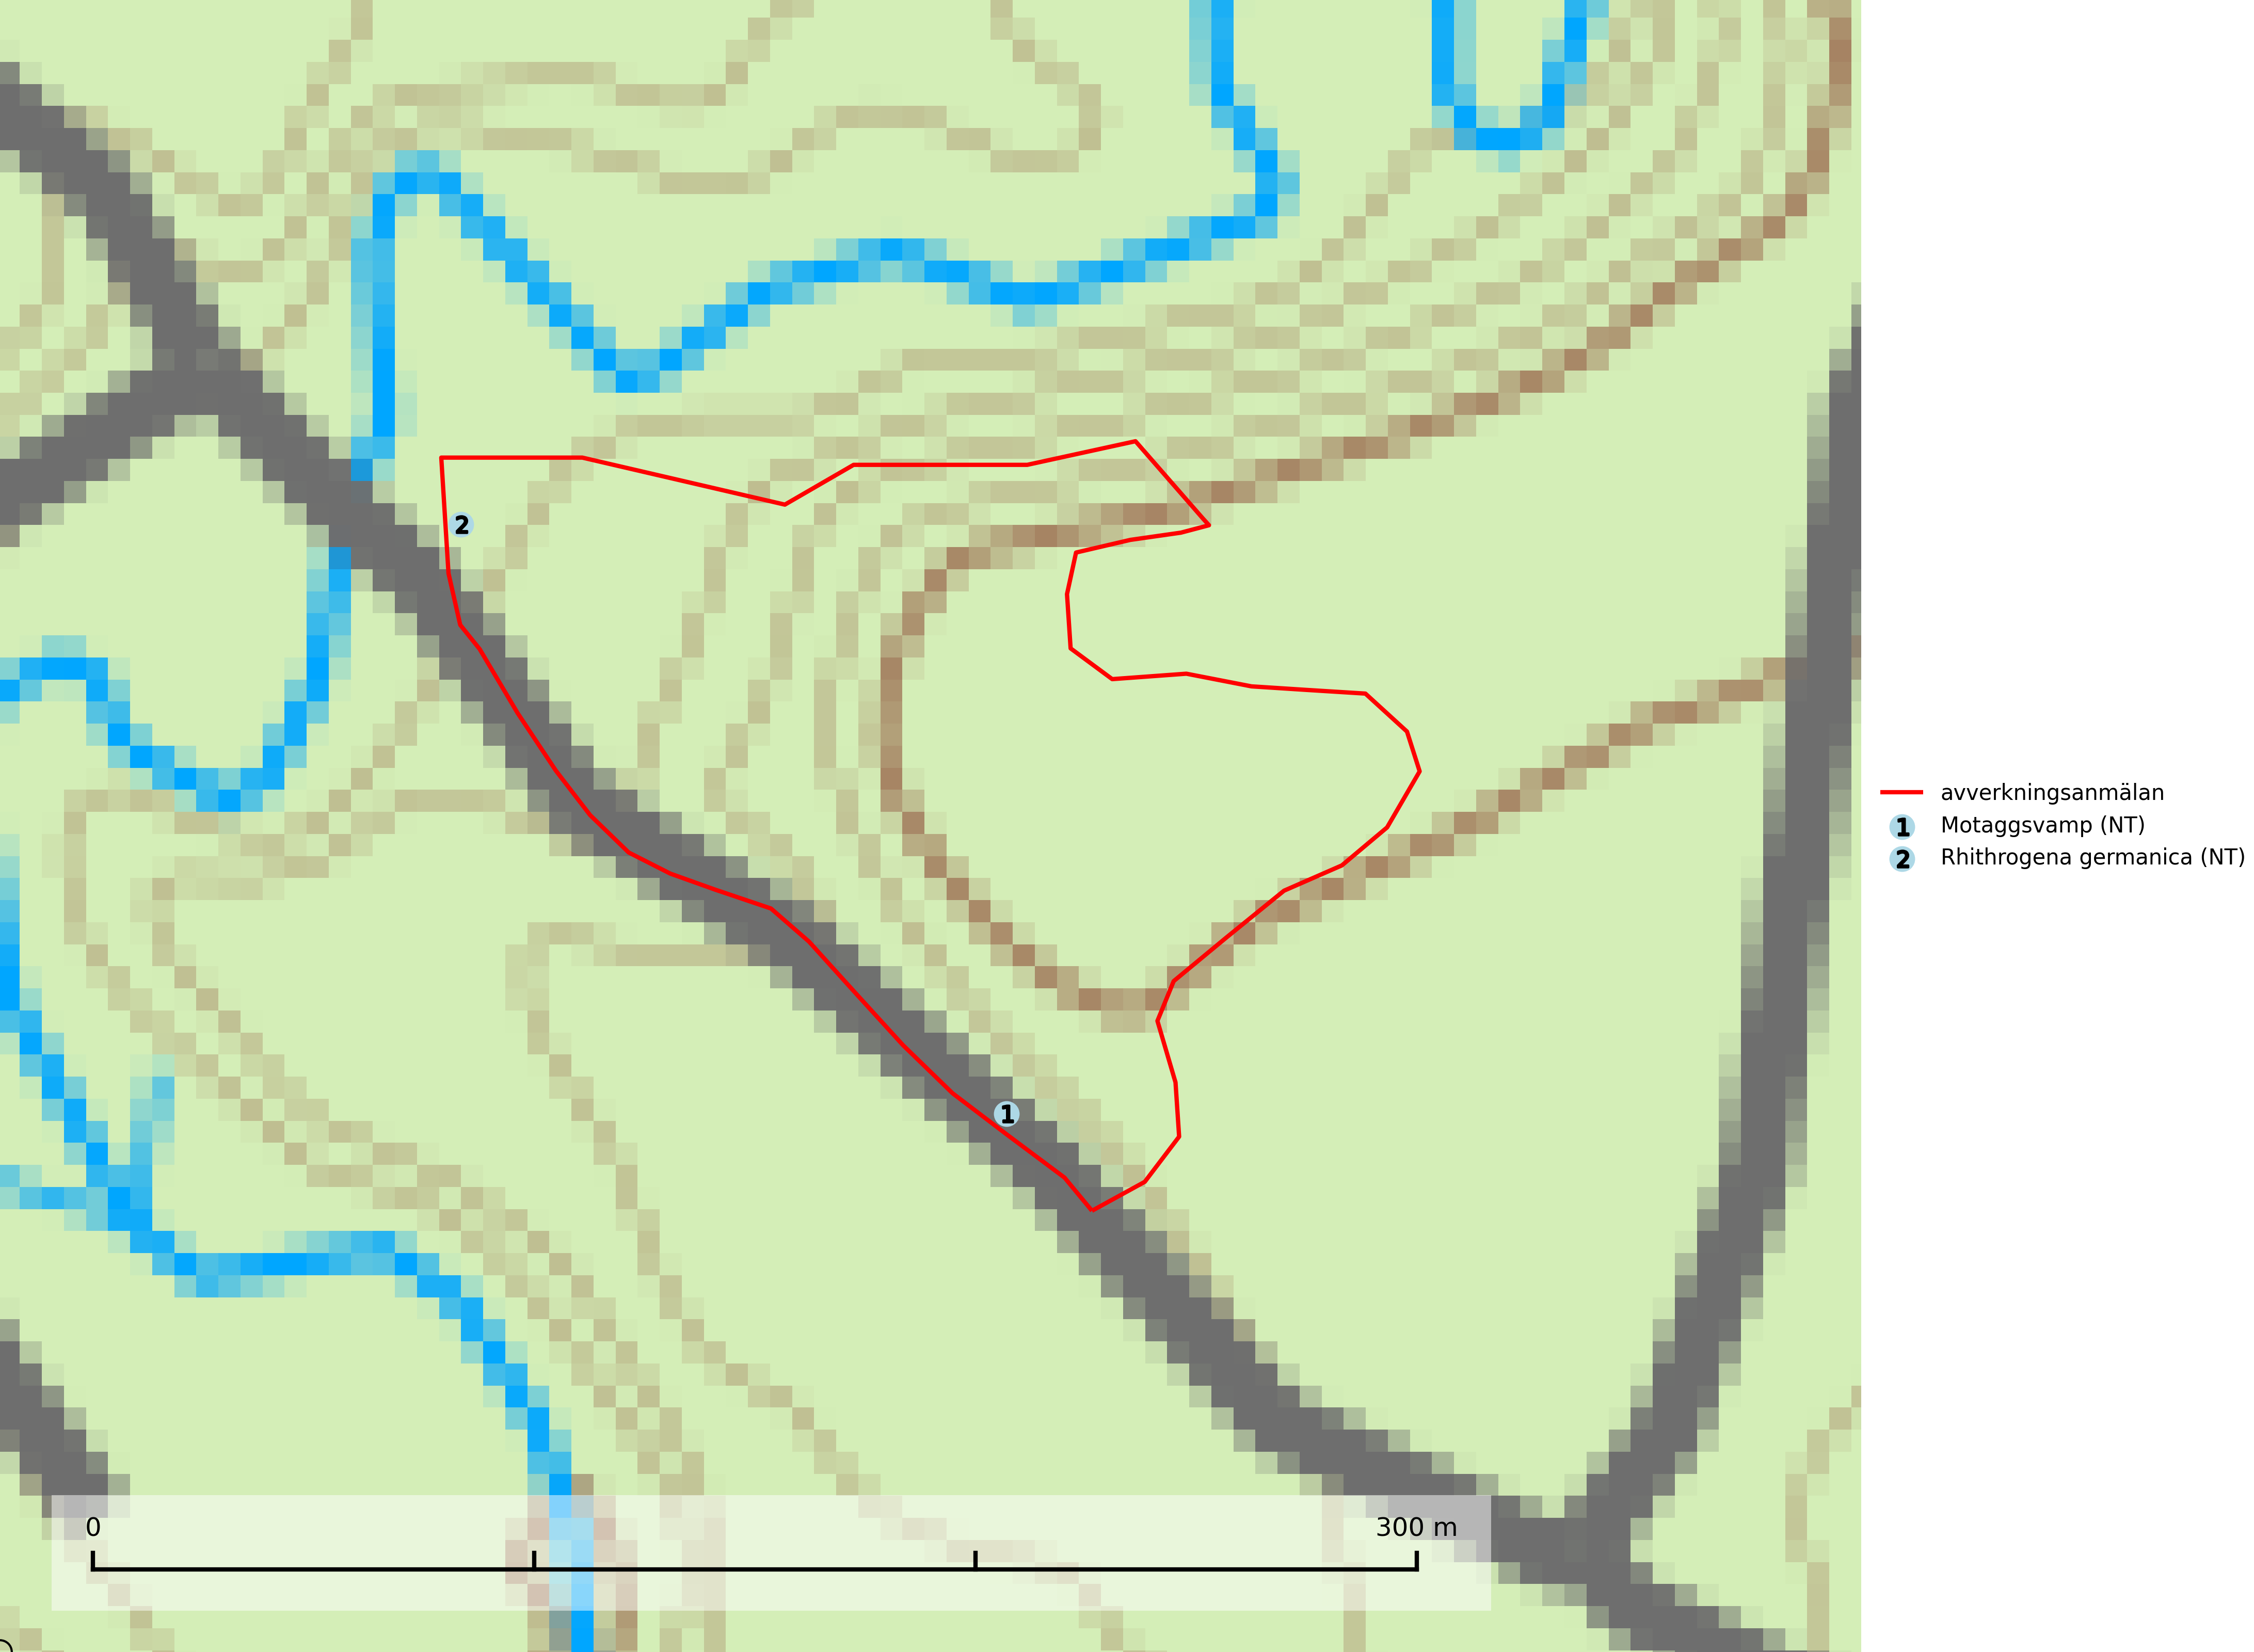 2
avverkningsanmälan
1 Motaggsvamp (NT)
2 Rhithrogena germanica (NT)
1
0 300 m